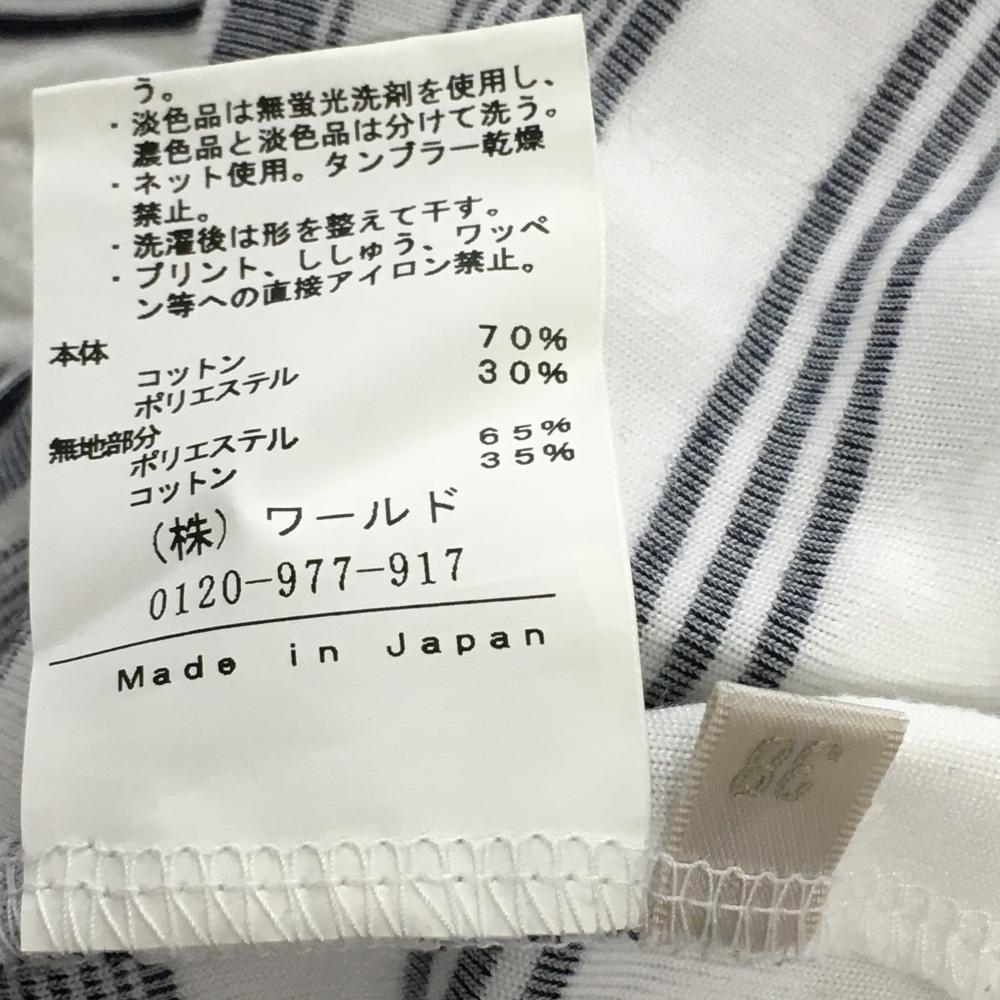 う。
・淡色品は無蛍光洗剤を使用し、
濃色品と淡色品は分けて洗う。
・ネット使用。タンブラー乾燥
禁止。
・洗濯後は形を整えて干す。
・プリント、ししゅう、ワッペ
ン等への直接アイロン禁止。
本体
コットン 70%
ポリエステル 30%
無地部分
ポリエステル 65%
コットン 35%
(株) ワールド
0120-977-917
Made in Japan
38